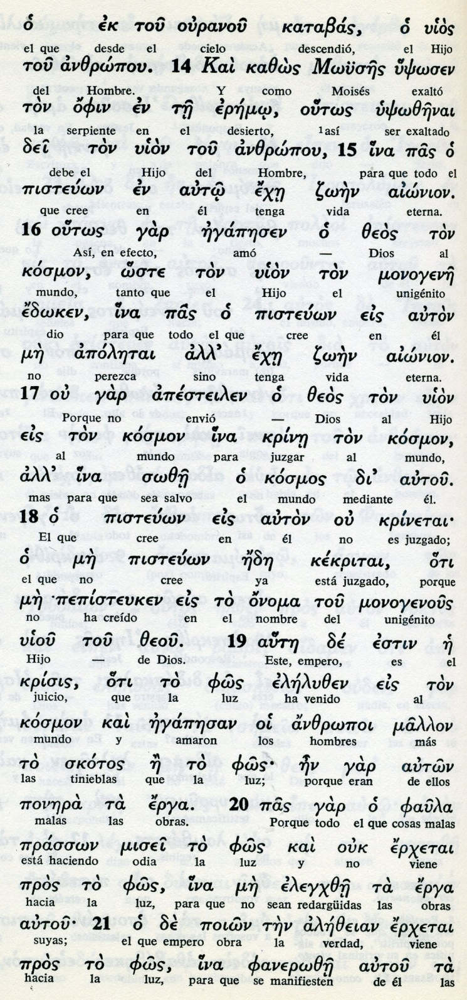 ὁ ἐκ τοῦ οὐρανοῦ καταβάς, ὁ υἱὸς
el que desde el cielo descendió, el Hijo
τοῦ ἀνθρώπου. 14 Καὶ καθὼς Μωϋσῆς ὕψωσεν
del Hombre. Y como Moisés exaltó
τὸν ὄφιν ἐν τῇ ἐρήμῳ, οὕτως ὑψωθῆναι
la serpiente en el desierto, ¹así ser exaltado
δεῖ τὸν υἱὸν τοῦ ἀνθρώπου, 15 ἵνα πᾶς ὁ
debe el Hijo del Hombre, para que todo el
πιστεύων ἐν αὐτῷ ἔχῃ ζωὴν αἰώνιον.
que cree en él tenga vida eterna.
16 οὕτως γὰρ ἠγάπησεν ὁ θεὸς τὸν
Así, en efecto, amó — Dios al
κόσμον, ὥστε τὸν υἱὸν τὸν μονογενῆ
mundo, tanto que el Hijo el unigénito
ἔδωκεν, ἵνα πᾶς ὁ πιστεύων εἰς αὐτὸν
dio para que todo el que cree en él
μὴ ἀπόληται ἀλλ’ ἔχῃ ζωὴν αἰώνιον.
no perezca sino tenga vida eterna.
17 οὐ γὰρ ἀπέστειλεν ὁ θεὸς τὸν υἱὸν
Porque no envió Dios al Hijo
εἰς τὸν κόσμον ἵνα κρίνῃ τὸν κόσμον,
al mundo para juzgar al mundo,
ἀλλ’ ἵνα σωθῇ ὁ κόσμος δι’ αὐτοῦ.
mas para que sea salvo el mundo mediante él.
18 ὁ πιστεύων εἰς αὐτὸν οὐ κρίνεται·
El que cree en él no es juzgado;
ὁ μὴ πιστεύων ἤδη κέκριται, ὅτι
el que no cree ya está juzgado, porque
μὴ πεπίστευκεν εἰς τὸ ὄνομα τοῦ μονογενοῦς
no ha creído en el nombre del unigénito
υἱοῦ τοῦ θεοῦ. 19 αὕτη δέ ἐστιν ἡ
Hijo — de Dios. Este, empero, es el
κρίσις, ὅτι τὸ φῶς ἐλήλυθεν εἰς τὸν
juicio, que la luz ha venido al
κόσμον καὶ ἠγάπησαν οἱ ἄνθρωποι μᾶλλον
mundo y amaron los hombres más
τὸ σκότος ἢ τὸ φῶς· ἦν γὰρ αὐτῶν
las tinieblas que la luz; porque eran de ellos
πονηρὰ τὰ ἔργα. 20 πᾶς γὰρ ὁ φαῦλα
malas las obras. Porque todo el que cosas malas
πράσσων μισεῖ τὸ φῶς καὶ οὐκ ἔρχεται
está haciendo odia la luz y no viene
πρὸς τὸ φῶς, ἵνα μὴ ἐλεγχθῇ τὰ ἔργα
hacia la luz, para que no sean redargüidas las obras
αὐτοῦ· 21 ὁ δὲ ποιῶν τὴν ἀλήθειαν ἔρχεται
suyas; el que empero obra la verdad, viene
πρὸς τὸ φῶς, ἵνα φανερωθῇ αὐτοῦ τὰ
hacia la luz, para que se manifiesten de él las